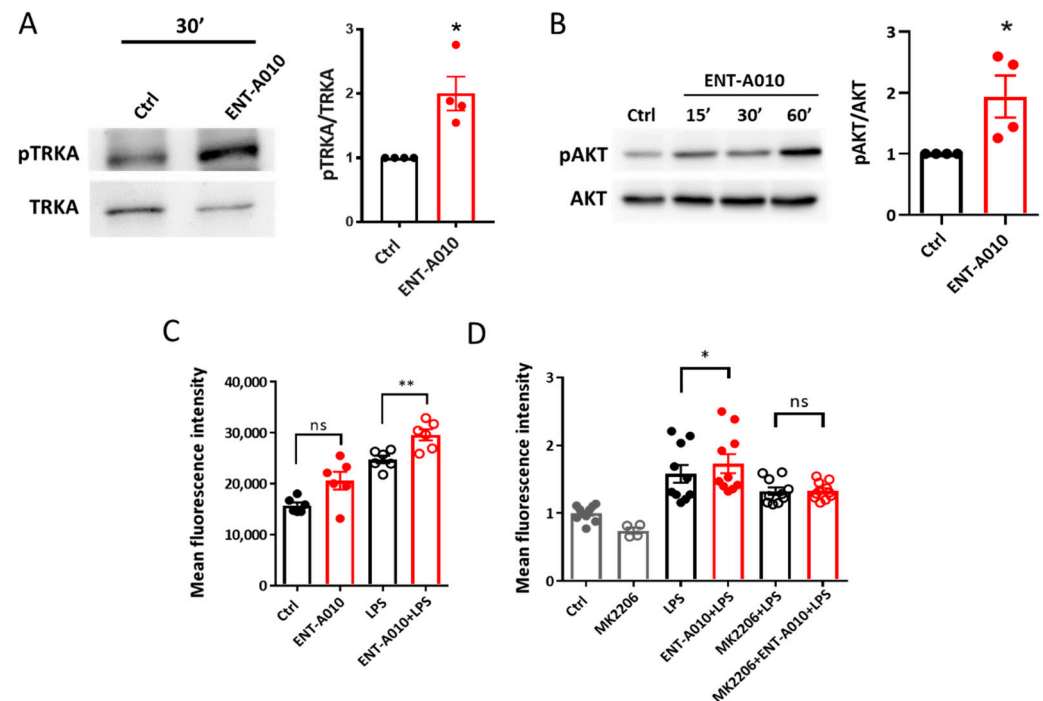 A
30'
Ctrl
ENT-A010
pTRKA
TRKA
*
pTRKA/TRKA
3
2
1
0
Ctrl
ENT-A010
B
ENT-A010
Ctrl 15' 30' 60'
pAKT
AKT
*
pAKT/AKT
3
2
1
0
Ctrl
ENT-A010
C
Mean fluorescence intensity
40,000
30,000
20,000
10,000
0
ns
**
Ctrl
ENT-A010
LPS
ENT-A010+LPS
D
Mean fluorescence intensity
3
2
1
0
*
ns
Ctrl
MK2206
LPS
ENT-A010+LPS
MK2206+LPS
MK2206+ENT-A010+LPS